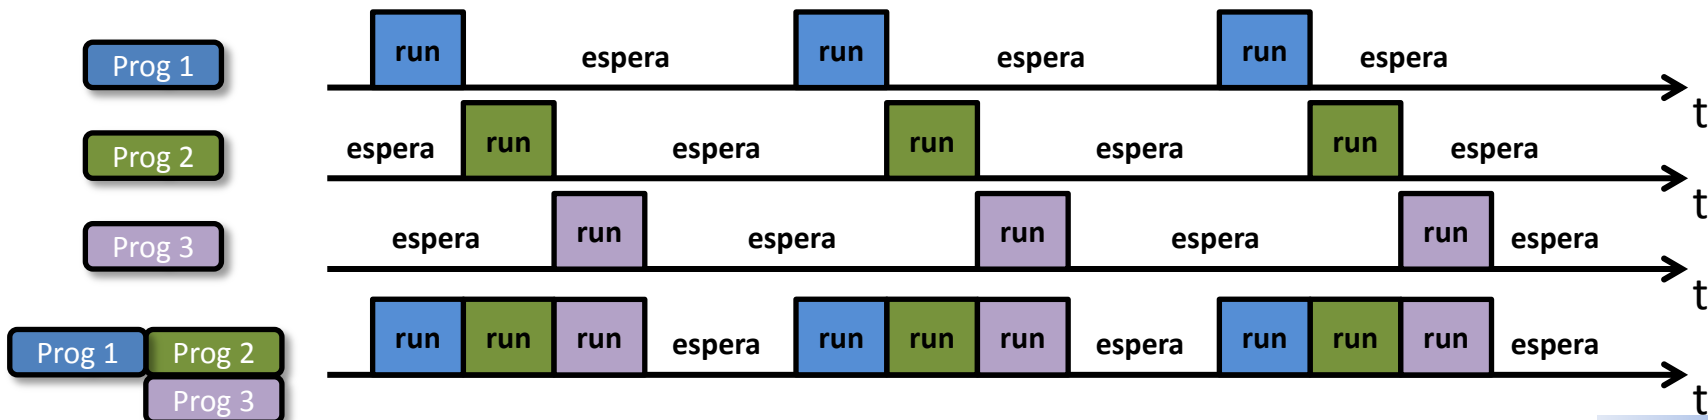 Prog 1 run espera run espera run espera
t
Prog 2 espera run espera run espera run espera
t
Prog 3 espera run espera run espera run espera
t
Prog 1 Prog 2 run run run espera run run run espera run run run espera
Prog 3 t